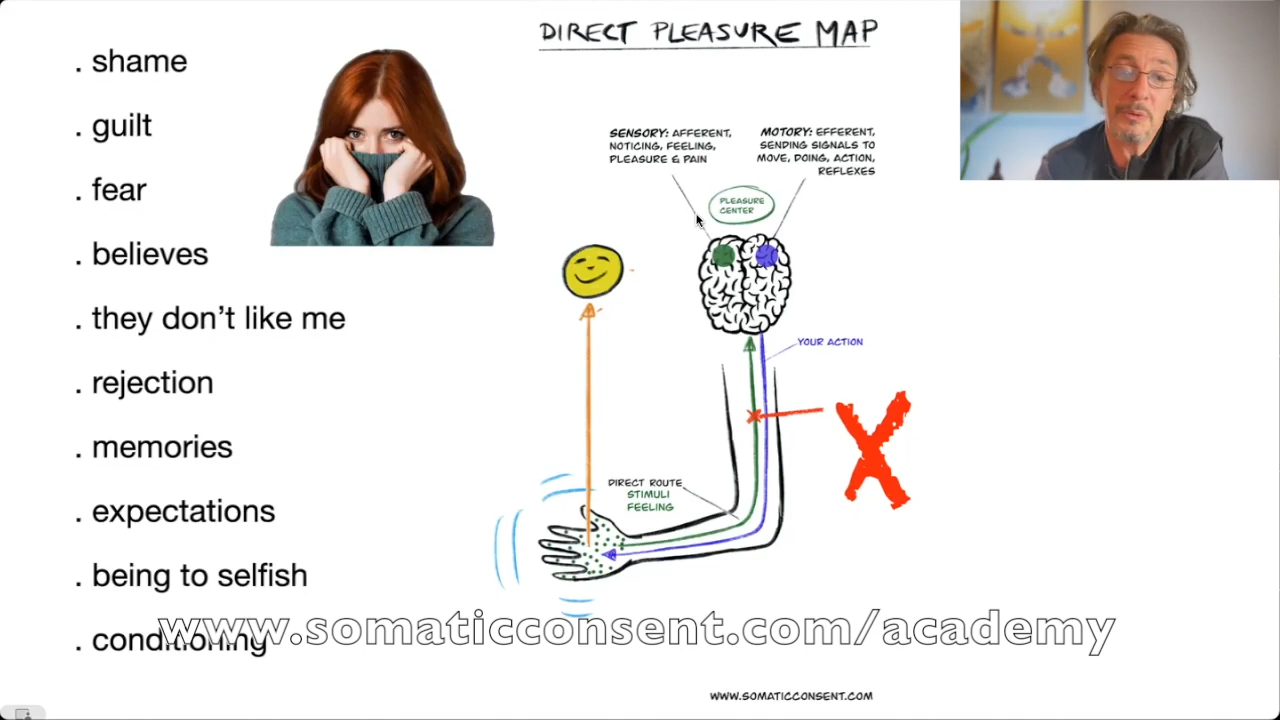 DIRECT PLEASURE MAP
. shame
. guilt
. fear
. believes
. they don't like me
. rejection
. memories
. expectations
. being to selfish
. conditioning
SENSORY: AFFERENT,
NOTICING, FEELING,
PLEASURE & PAIN
MOTORY: EFFERENT,
SENDING SIGNALS TO
MOVE, DOING, ACTION,
REFLEXES
PLEASURE
CENTER
YOUR ACTION
X
DIRECT ROUTE
STIMULI
FEELING
www.somaticconsent.com/academy
WWW.SOMATICCONSENT.COM